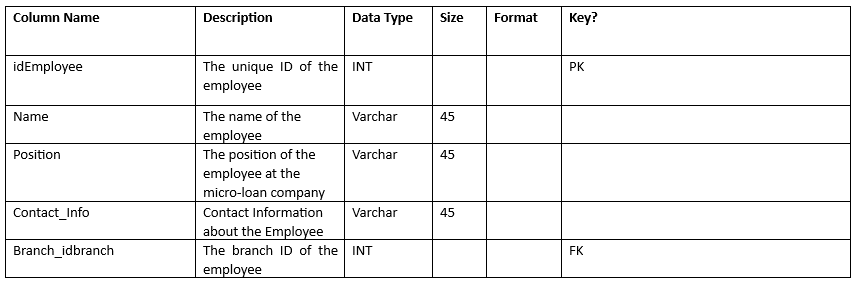 Column Name Description Data Type Size Format Key?
idEmployee The unique ID of the INT PK
employee
Name The name of the Varchar 45
employee
Position The position of the Varchar 45
employee at the
micro-loan company
Contact_Info Contact Information Varchar 45
about the Employee
Branch_idbranch The branch ID of the INT FK
employee